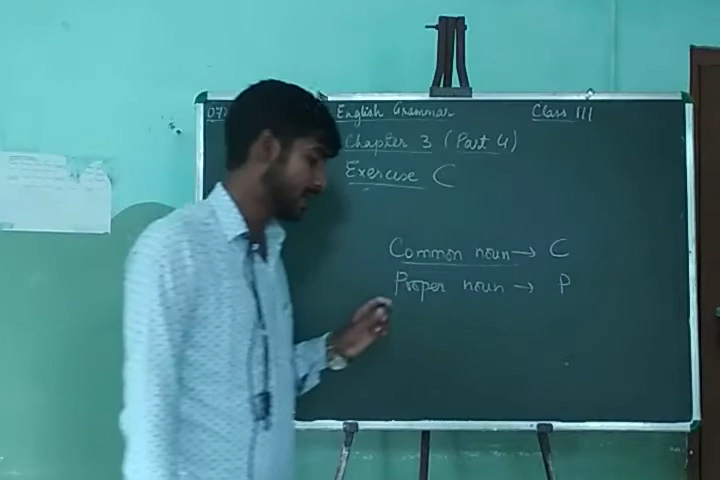 English Grammar Class III
Chapter 3 (Part 4)
Exercise C
Common noun → C
Proper noun → P